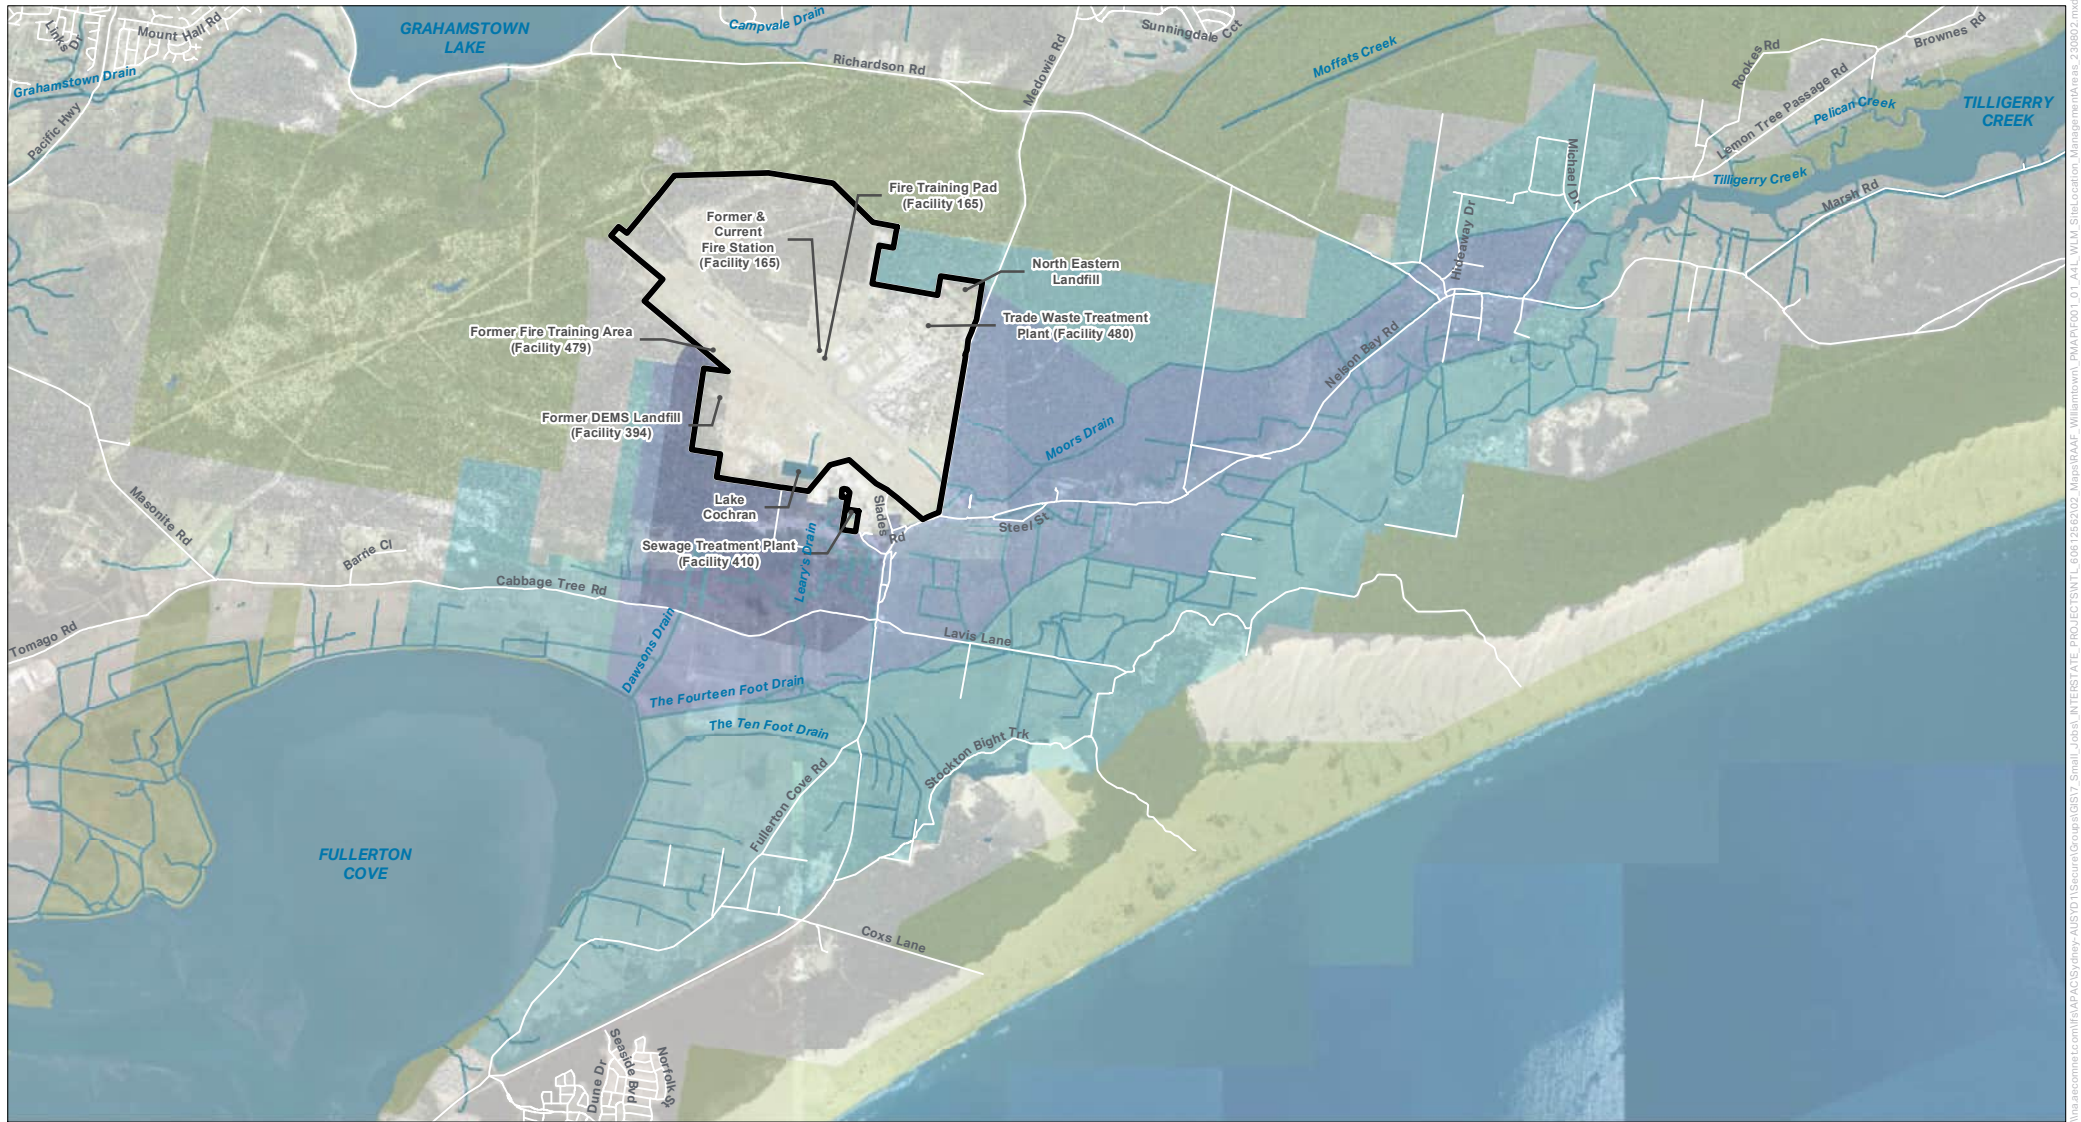 Links
Dr
Mount Hall Rd
GRAHAMSTOWN
LAKE
Campvale Drain
Sunningdale Cct
Richardson Rd
Medowie Rd
Moffats Creek
Rookes Rd
Brownes Rd
Grahamstown Drain
Pacific Hwy
Lemon Tree Passage Rd
Pelican Creek
TILLIGERRY
CREEK
Michael Dr
Tilligerry Creek
Marsh Rd
Fire Training Pad
(Facility 165)
Former &
Current
Fire Station
(Facility 165)
Hideaway Dr
North Eastern
Landfill
Former Fire Training Area
(Facility 479)
Trade Waste Treatment
Plant (Facility 480)
Nelson Bay Rd
Former DEMS Landfill
(Facility 394)
Moors Drain
Masonite Rd
Lake
Cochran
Slades
Rd
Steel St
Barrie Cl
Sewage Treatment Plant
(Facility 410)
Leary's Drain
Cabbage Tree Rd
Tomago Rd
Dawsons Drain
Lavis Lane
The Fourteen Foot Drain
The Ten Foot Drain
Stockton Bight Trk
Fullerton Cove Rd
FULLERTON
COVE
Coxs Lane
Seaside Bvd
Norfolk St
Dune Dr